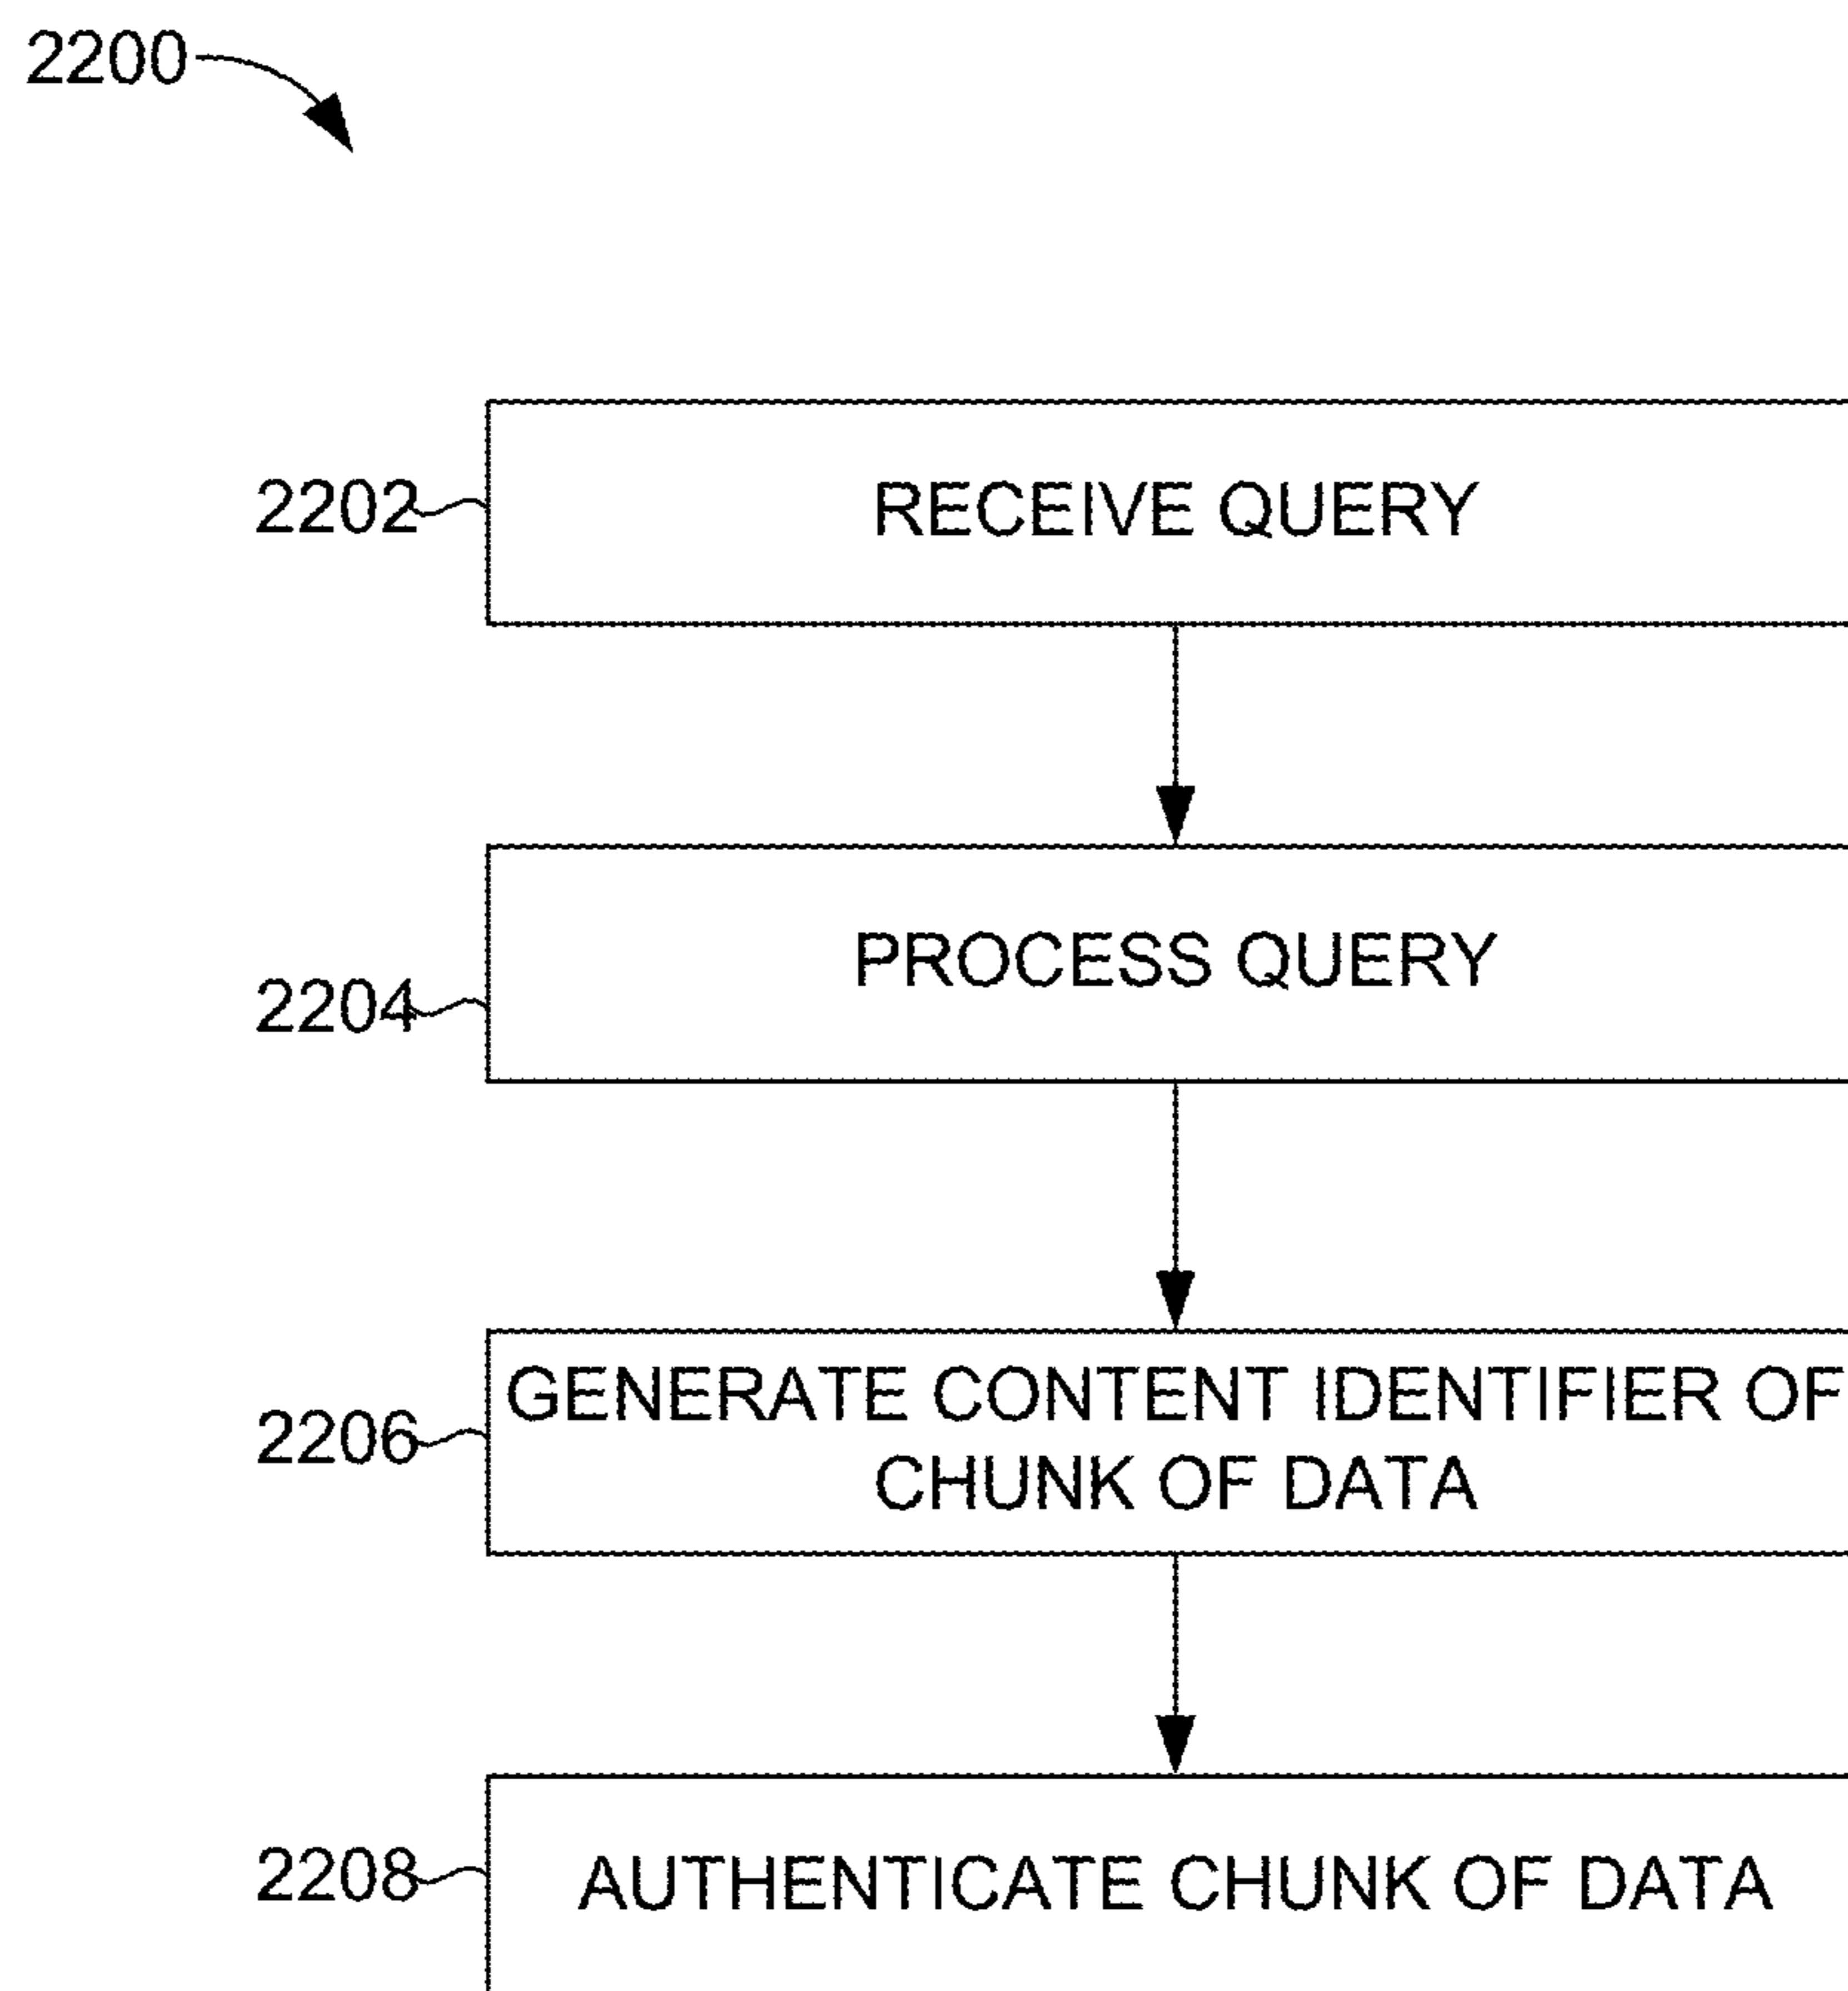 2200
2202
RECEIVE QUERY
PROCESS QUERY
2204
GENERATE CONTENT IDENTIFIER OF
2206
CHUNK OF DATA
2208
AUTHENTICATE CHUNK OF DATA